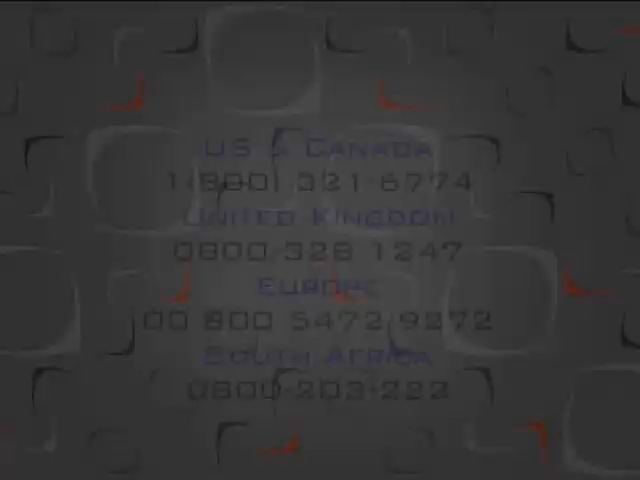 US & Canada
1 (800) 321-6774
United Kingdom
0800 328 1247
Europe
00 800 5472 9272
South Africa
0800-203-222